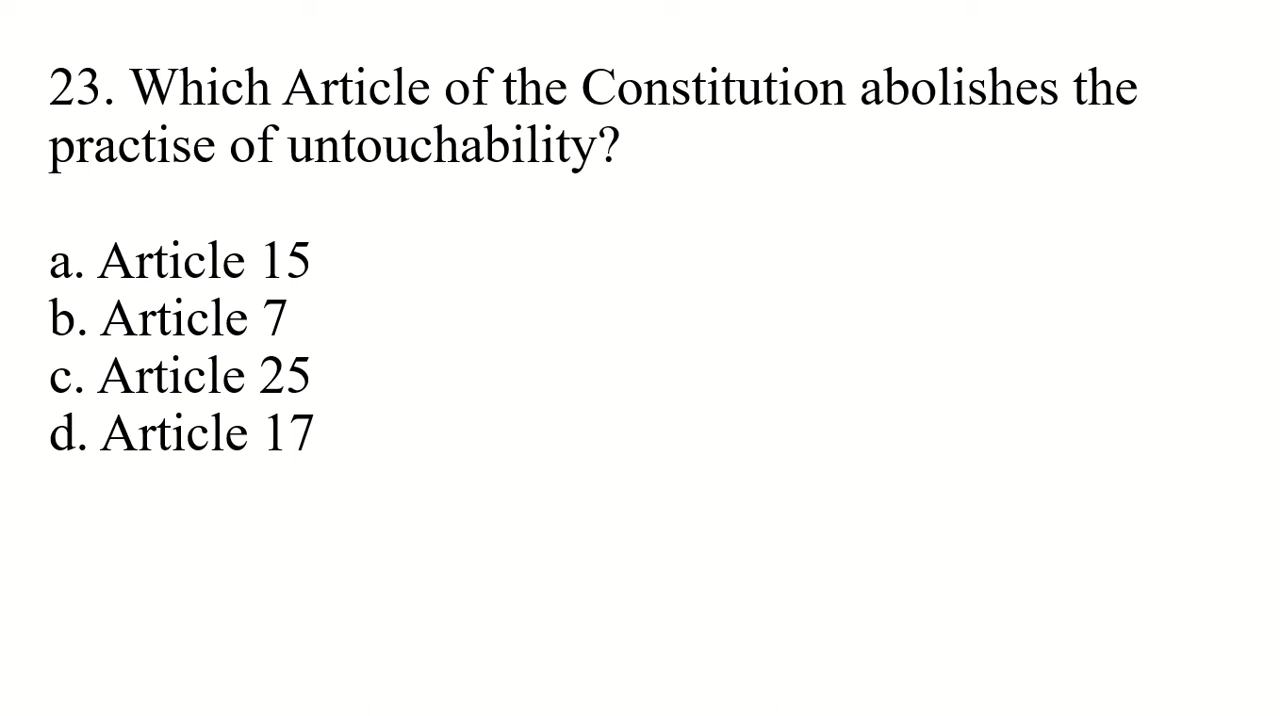 23. Which Article of the Constitution abolishes the
practise of untouchability?
a. Article 15
b. Article 7
c. Article 25
d. Article 17